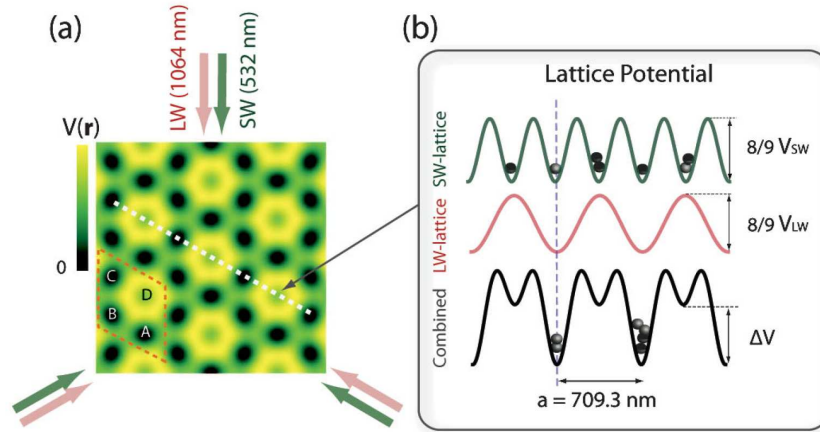 (a)
LW (1064 nm)
SW (532 nm)
V(r)
0
C
D
B
A
(b)
Lattice Potential
SW-lattice
8/9 V_SW
LW-lattice
8/9 V_LW
Combined
ΔV
a = 709.3 nm